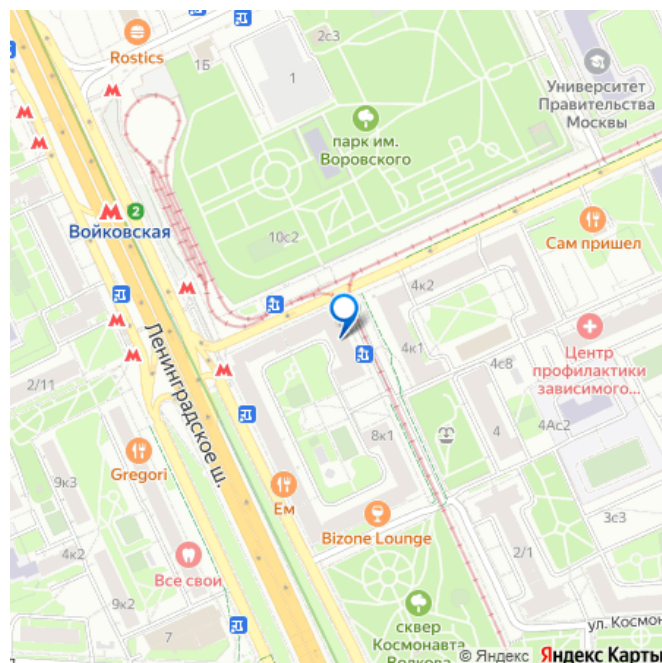 2с3
Rostics
1Б
1
Университет
Правительства
Москвы
парк им.
Воровского
2
Войковская
10с2
Сам пришел
4к2
4к1
4с8
Центр
профилактики
зависимого...
Ленинградское ш.
2/11
8к1
4
4Ас2
Gregori
9к3
Ем
Bizone Lounge
3с3
4к2
Все свои
2/1
9к2
7
сквер
Космонавта
Волкова
ул. Космон
© Яндекс Яндекс Карты